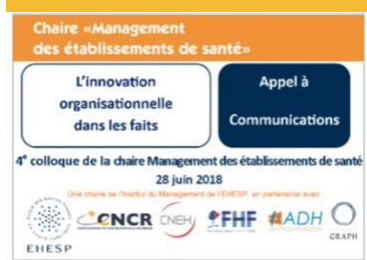 Chaire «Management
des établissements de santé»
L'innovation
organisationnelle
dans les faits
Appel à
Communications
4e colloque de la chaire Management des établissements de santé
28 juin 2018
Une chaire de l'Institut du Management de l'EHESP, en partenariat avec
EHESP
CNCR
CNEH
FHF
#ADH
GRAPH